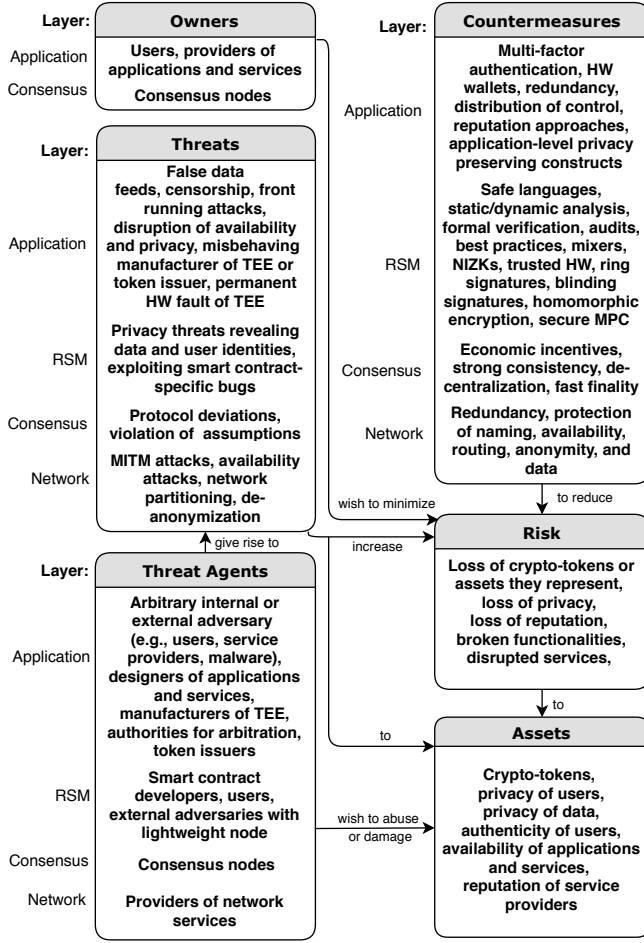 Layer:
Owners
Application
Users, providers of
applications and services
Consensus
Consensus nodes
Layer:
Threats
Application
False data
feeds, censorship, front
running attacks,
disruption of availability
and privacy, misbehaving
manufacturer of TEE or
token issuer, permanent
HW fault of TEE
RSM
Privacy threats revealing
data and user identities,
exploiting smart contract-
specific bugs
Consensus
Protocol deviations,
violation of assumptions
Network
MITM attacks, availability
attacks, network
partitioning, de-
anonymization
give rise to
Layer:
Threat Agents
Application
Arbitrary internal or
external adversary
(e.g., users, service
providers, malware),
designers of applications
and services,
manufacturers of TEE,
authorities for arbitration,
token issuers
RSM
Smart contract
developers, users,
external adversaries with
lightweight node
Consensus
Consensus nodes
Network
Providers of network
services
Layer:
Countermeasures
Application
Multi-factor
authentication, HW
wallets, redundancy,
distribution of control,
reputation approaches,
application-level privacy
preserving constructs
RSM
Safe languages,
static/dynamic analysis,
formal verification, audits,
best practices, mixers,
NIZKs, trusted HW, ring
signatures, blinding
signatures, homomorphic
encryption, secure MPC
Consensus
Economic incentives,
strong consistency, de-
centralization, fast finality
Network
Redundancy, protection
of naming, availability,
routing, anonymity, and
data
wish to minimize
to reduce
increase
Risk
Loss of crypto-tokens or
assets they represent,
loss of privacy,
loss of reputation,
broken functionalities,
disrupted services,
to
to
Assets
wish to abuse
or damage
Crypto-tokens,
privacy of users,
privacy of data,
authenticity of users,
availability of applications
and services,
reputation of service
providers